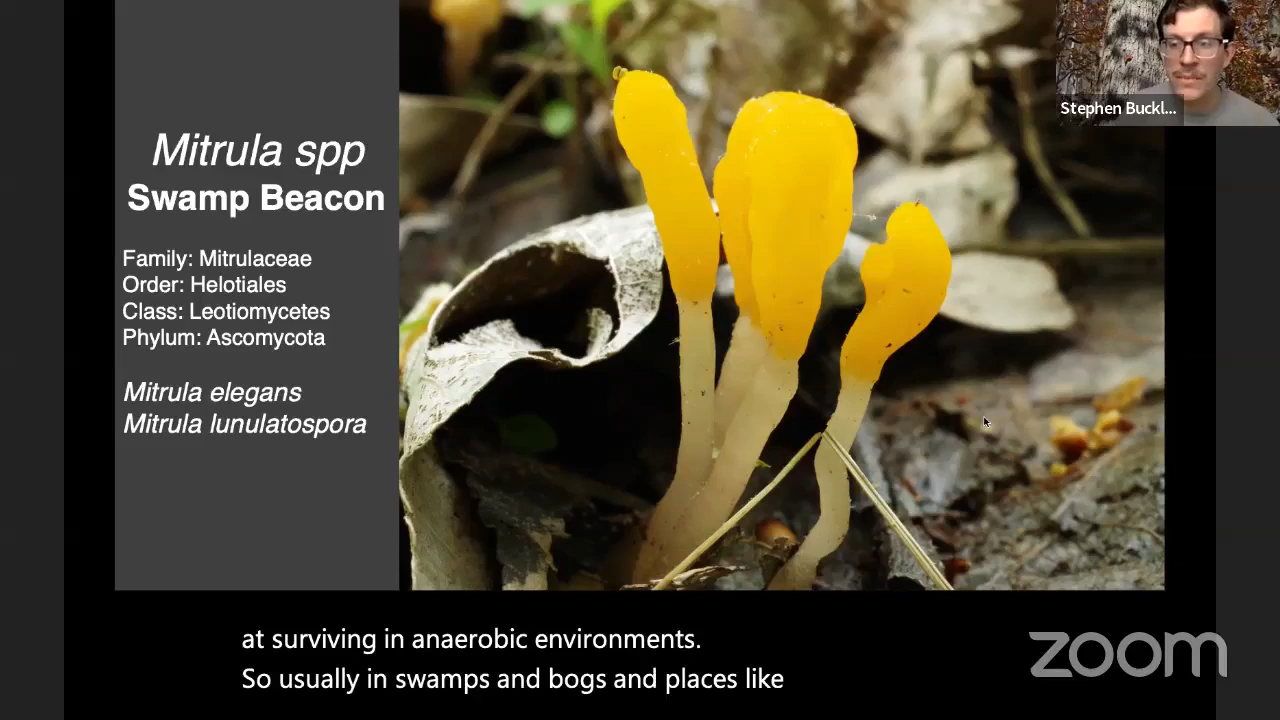 Mitrula spp
Swamp Beacon
Family: Mitrulaceae
Order: Helotiales
Class: Leotiomycetes
Phylum: Ascomycota
Mitrula elegans
Mitrula lunulatospora
Stephen Buckl...
at surviving in anaerobic environments.
So usually in swamps and bogs and places like
zoom